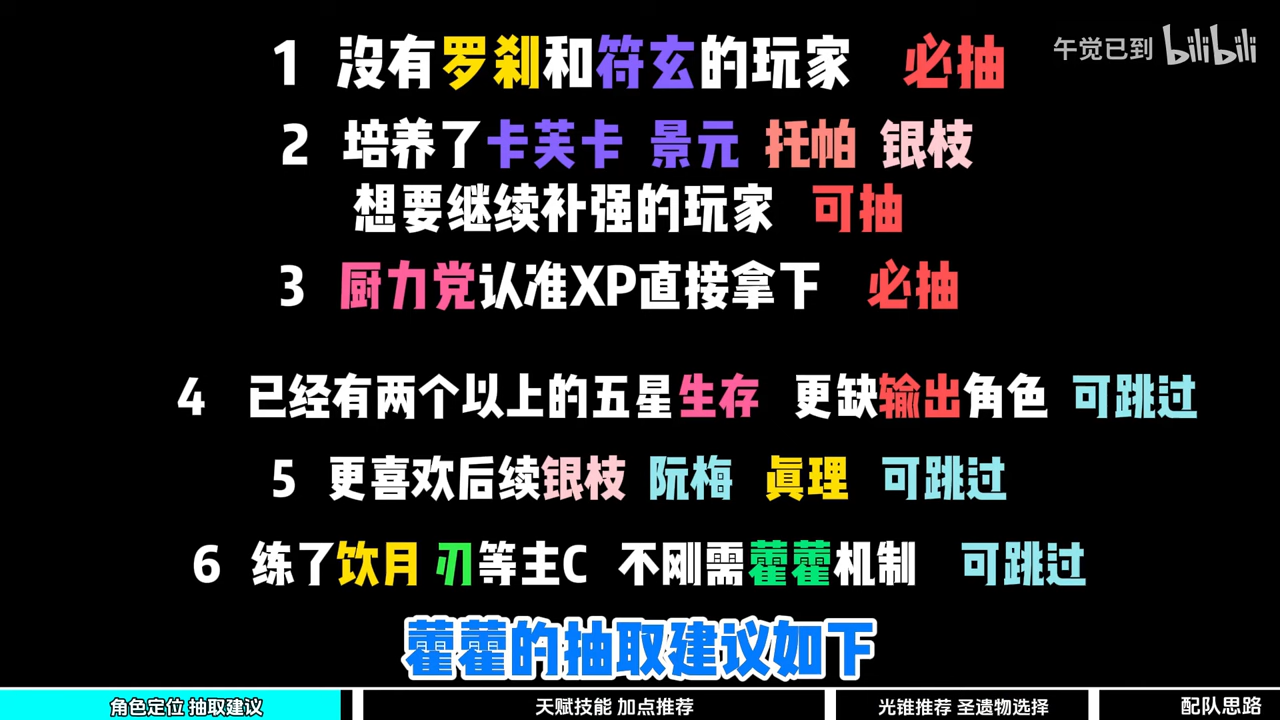 午觉已到 bilibili
1 沒有罗刹和符玄的玩家 必抽
2 培养了卡芙卡 景元 托帕 银枝
想要继续补强的玩家 可抽
3 厨力党认准XP直接拿下 必抽
4 已经有两个以上的五星生存 更缺输出角色 可跳过
5 更喜欢后续银枝 阮梅 眞理 可跳过
6 练了饮月 刃等主C 不刚需藿藿机制 可跳过
藿藿的抽取建议如下
角色定位 抽取建议
天赋技能 加点推荐
光锥推荐 圣遗物选择
配队思路